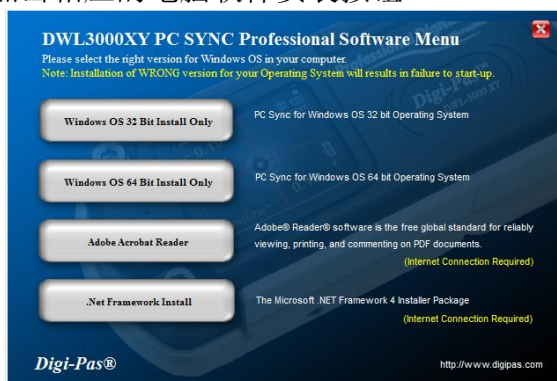 DWL3000XY PC SYNC Professional Software Menu
Please select the right version for Windows OS in your computer.
Note: Installation of WRONG version for your Operating System will results in failure to start-up.
Windows OS 32 Bit Install Only
PC Sync for Windows OS 32 bit Operating System
Windows OS 64 Bit Install Only
PC Sync for Windows OS 64 bit Operating System
Adobe Acrobat Reader
Adobe® Reader® software is the free global standard for reliably
viewing, printing, and commenting on PDF documents.
(Internet Connection Required)
.Net Framework Install
The Microsoft .NET Framework 4 Installer Package
(Internet Connection Required)
Digi-Pas®
http://www.digipas.com